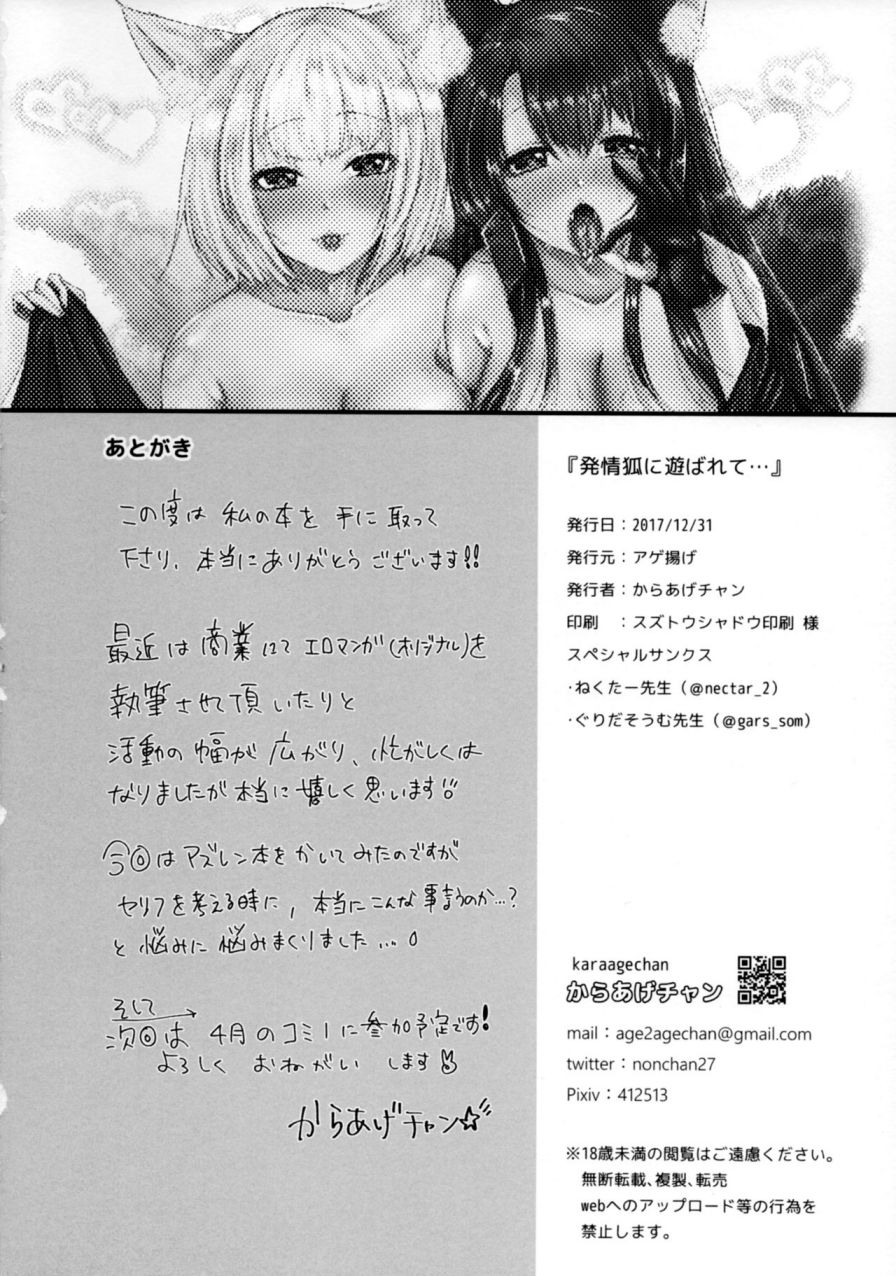 あとがき
この度は 私の本を 手に取って
下さり、本当にありがとうございます!!
最近は 商業にて エロマンガ(オリジナル)を
執筆させて頂いたりと
活動の幅が 広がり、忙がしくは
なりましたが本当に嬉しく思います!!
今回はアズレン本をかいてみたのですが
セリフを考える時に、本当にこんな事言うのか…?
と悩みに悩みまくりました…。
そして
次回は 4月のコミ1に参加予定です!
よろしく おねがい します
からあげチャン☆
『発情狐に遊ばれて…』
発行日：2017/12/31
発行元：アゲ揚げ
発行者：からあげチャン
印刷　：スズトウシャドウ印刷 様
スペシャルサンクス
・ねくたー先生（@nectar_2）
・ぐりだそうむ先生（@gars_som）
karaagechan
からあげチャン
mail：age2agechan@gmail.com
twitter：nonchan27
Pixiv：412513
※18歳未満の閲覧はご遠慮ください。
無断転載、複製、転売
webへのアップロード等の行為を
禁止します。